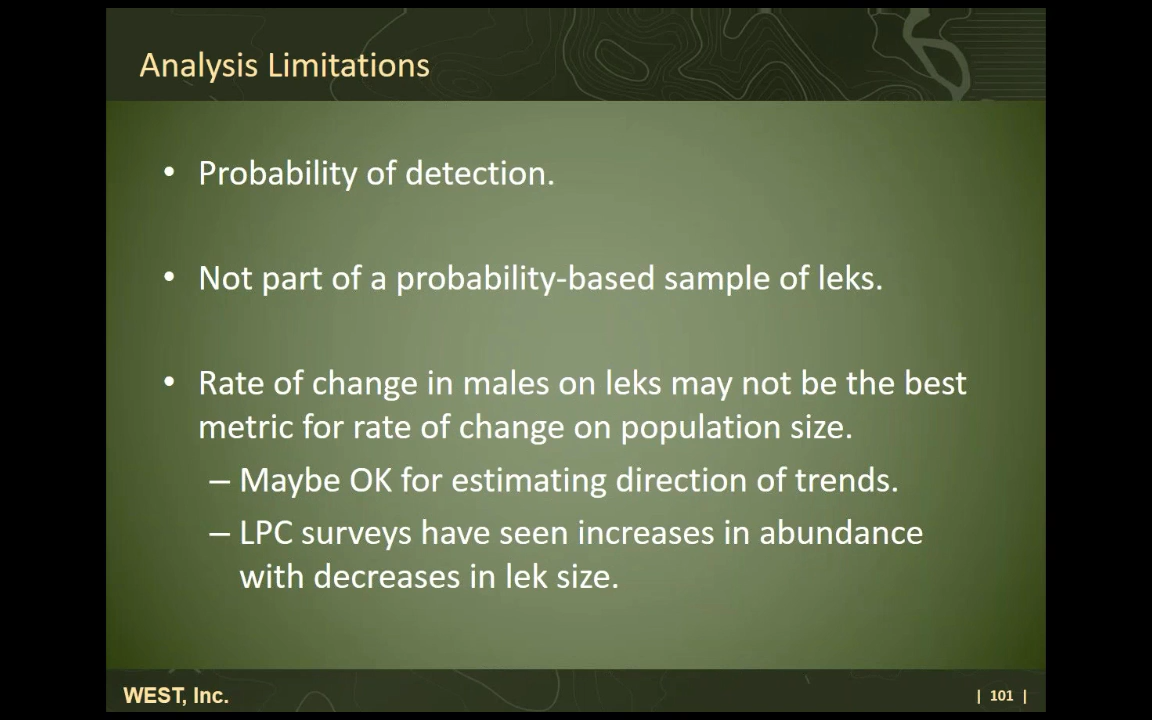 Analysis Limitations
• Probability of detection.
• Not part of a probability-based sample of leks.
• Rate of change in males on leks may not be the best
metric for rate of change on population size.
– Maybe OK for estimating direction of trends.
– LPC surveys have seen increases in abundance
with decreases in lek size.
WEST, Inc.
| 101 |